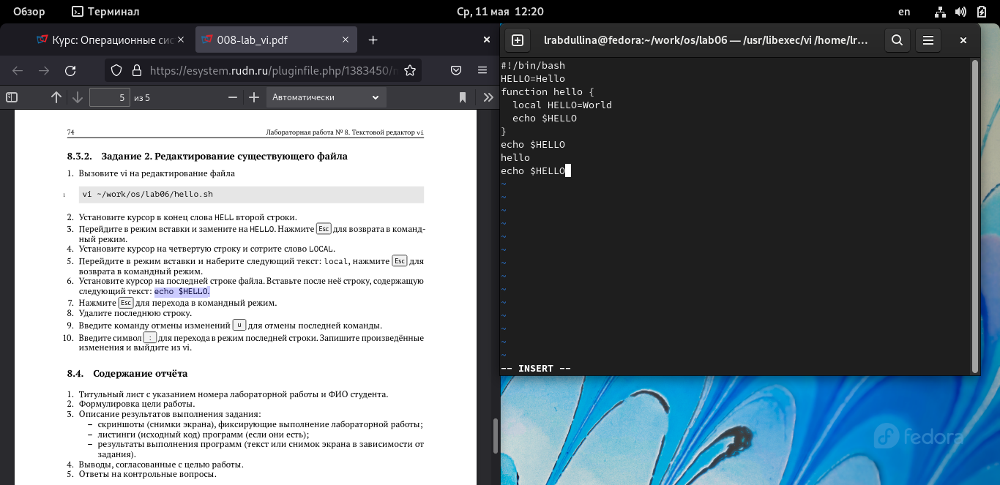 Обзор Терминал Ср, 11 мая 12:20 en
Курс: Операционные сис
008-lab_vi.pdf
https://esystem.rudn.ru/pluginfile.php/1383450/
5 из 5 Автоматически
74 Лабораторная работа № 8. Текстовой редактор vi
8.3.2. Задание 2. Редактирование существующего файла
1. Вызовите vi на редактирование файла
1 vi ~/work/os/lab06/hello.sh
2. Установите курсор в конец слова HELL второй строки.
3. Перейдите в режим вставки и замените на HELLO. Нажмите Esc для возврата в команд-
ный режим.
4. Установите курсор на четвертую строку и сотрите слово LOCAL.
5. Перейдите в режим вставки и наберите следующий текст: local, нажмите Esc для
возврата в командный режим.
6. Установите курсор на последней строке файла. Вставьте после неё строку, содержащую
следующий текст: echo $HELLO.
7. Нажмите Esc для перехода в командный режим.
8. Удалите последнюю строку.
9. Введите команду отмены изменений u для отмены последней команды.
10. Введите символ : для перехода в режим последней строки. Запишите произведённые
изменения и выйдите из vi.
8.4. Содержание отчёта
1. Титульный лист с указанием номера лабораторной работы и ФИО студента.
2. Формулировка цели работы.
3. Описание результатов выполнения задания:
– скриншоты (снимки экрана), фиксирующие выполнение лабораторной работы;
– листинги (исходный код) программ (если они есть);
– результаты выполнения программ (текст или снимок экрана в зависимости от
задания).
4. Выводы, согласованные с целью работы.
5. Ответы на контрольные вопросы.
lrabdullina@fedora:~/work/os/lab06 — /usr/libexec/vi /home/lr...
#!/bin/bash
HELLO=Hello
function hello {
  local HELLO=World
  echo $HELLO
}
echo $HELLO
hello
echo $HELLO
~
~
~
~
~
~
~
~
~
~
~
~
~
~
-- INSERT --
fedora